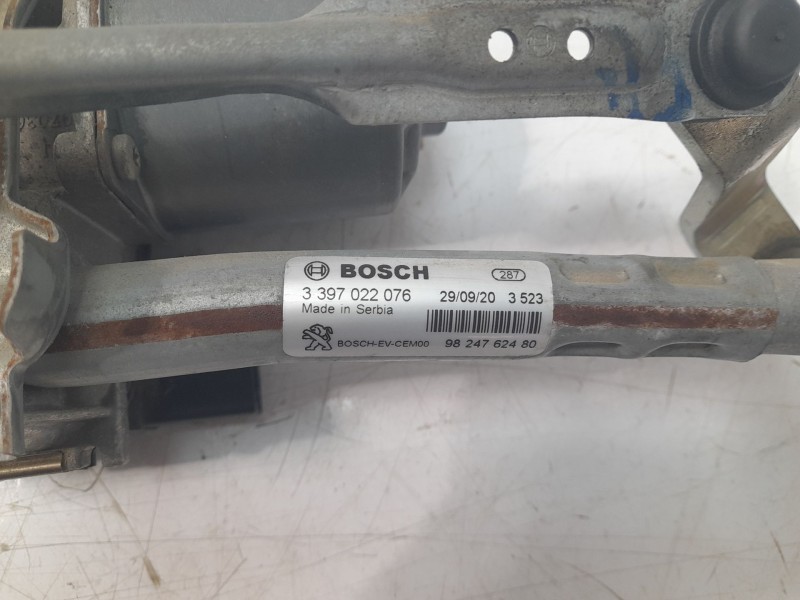 BOSCH 287
3 397 022 076 29/09/20 3 523
Made in Serbia
BOSCH-EV-CEM00 98 247 624 80